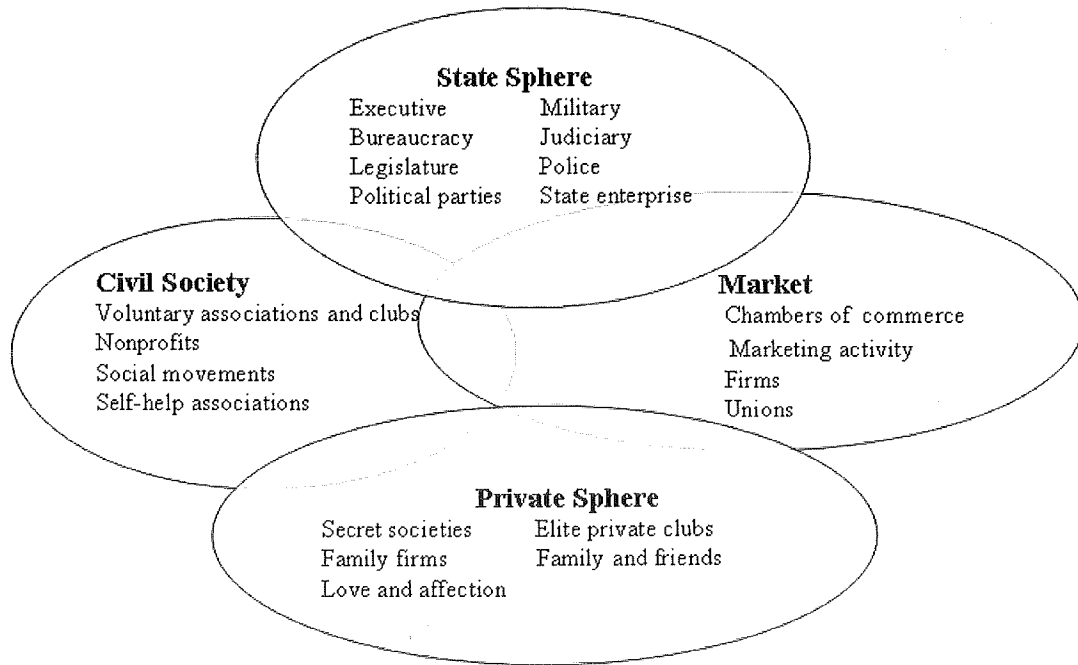 State Sphere
Executive Military
Bureaucracy Judiciary
Legislature Police
Political parties State enterprise
Civil Society
Voluntary associations and clubs
Nonprofits
Social movements
Self-help associations
Market
Chambers of commerce
Marketing activity
Firms
Unions
Private Sphere
Secret societies Elite private clubs
Family firms Family and friends
Love and affection